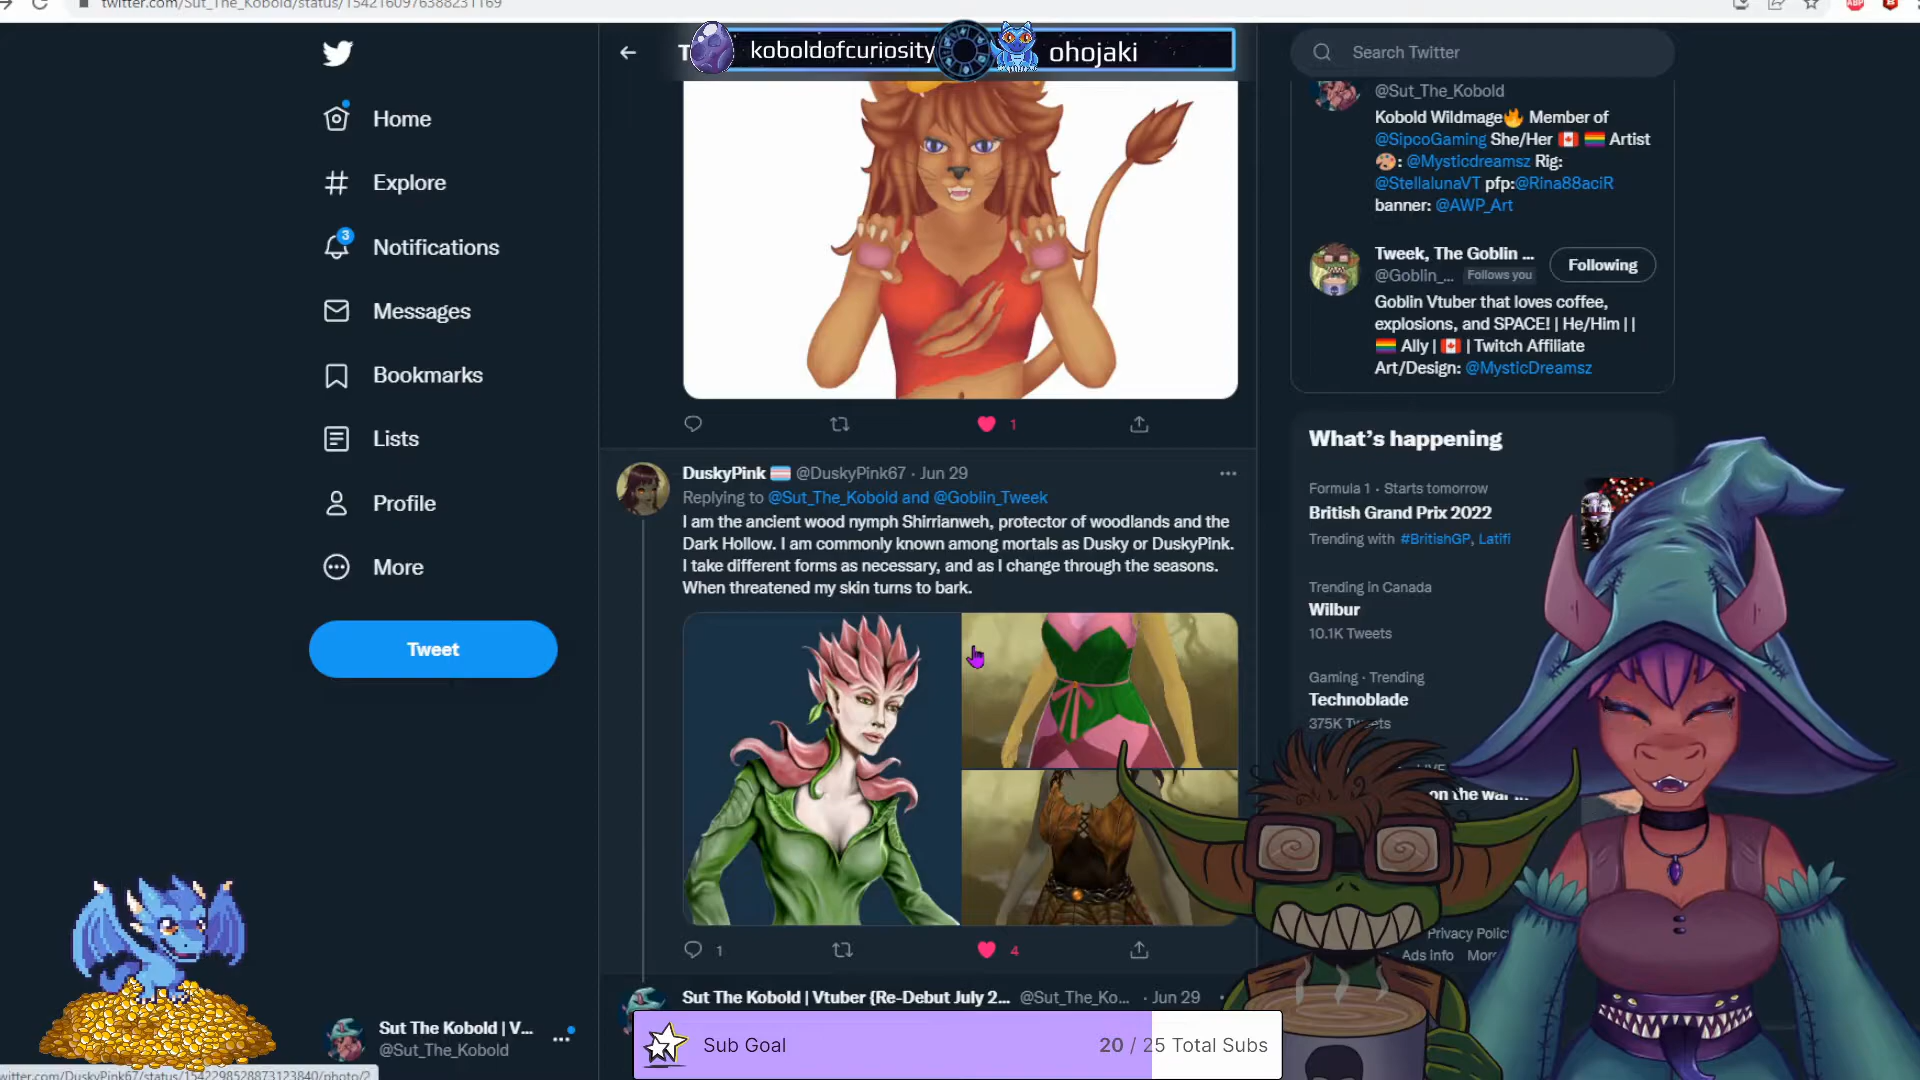 twitter.com/Sut_The_Kobold/status/1542160976388231169
ABP
koboldofcuriosity
ohojaki
Home
Explore
3
Notifications
Messages
Bookmarks
Lists
Profile
More
Tweet
Sut The Kobold | V...
@Sut_The_Kobold
1
DuskyPink @DuskyPink67 · Jun 29
Replying to @Sut_The_Kobold and @Goblin_Tweek
I am the ancient wood nymph Shirrianweh, protector of woodlands and the
Dark Hollow. I am commonly known among mortals as Dusky or DuskyPink.
I take different forms as necessary, and as I change through the seasons.
When threatened my skin turns to bark.
1
4
Sut The Kobold | Vtuber {Re-Debut July 2... @Sut_The_Ko... · Jun 29
Sub Goal
20 / 25 Total Subs
Search Twitter
@Sut_The_Kobold
Kobold Wildmage🔥 Member of
@SipcoGaming She/Her 🇨🇦 🏳️‍🌈 Artist
🎨: @Mysticdreamsz Rig:
@StellalunaVT pfp:@Rina88aciR
banner: @AWP_Art
Tweek, The Goblin ...
Following
@Goblin_... Follows you
Goblin Vtuber that loves coffee,
explosions, and SPACE! | He/Him | |
🏳️‍🌈 Ally | 🇨🇦 | Twitch Affiliate
Art/Design: @MysticDreamsz
What's happening
Formula 1 · Starts tomorrow
British Grand Prix 2022
Trending with #BritishGP, Latifi
Trending in Canada
Wilbur
10.1K Tweets
Gaming · Trending
Technoblade
375K Tweets
LIVE
on the war ...
Privacy Polic
Ads info Mor